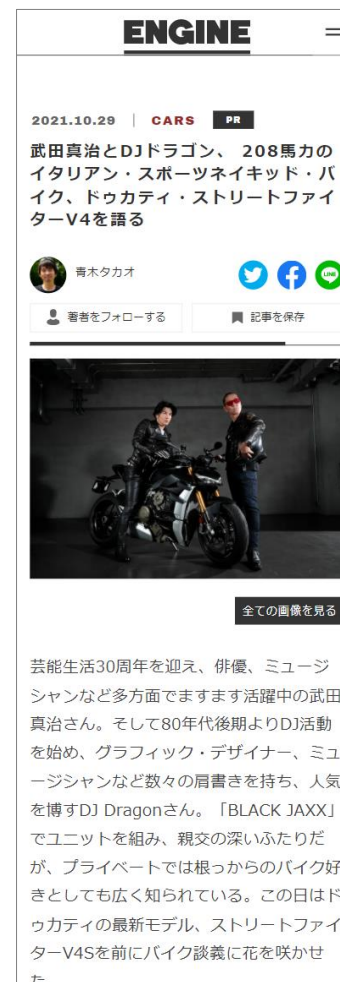 ENGINE
2021.10.29 | CARS PR
武田真治とDJドラゴン、 208馬力の
イタリアン・スポーツネイキッド・バ
イク、ドゥカティ・ストリートファイ
ターV4を語る
青木タカオ
LINE
著者をフォローする 記事を保存
全ての画像を見る
芸能生活30周年を迎え、俳優、ミュージ
シャンなど多方面でますます活躍中の武田
真治さん。そして80年代後期よりDJ活動
を始め、グラフィック・デザイナー、ミュ
ージシャンなど数々の肩書きを持ち、人気
を博すDJ Dragonさん。「BLACK JAXX」
でユニットを組み、親交の深いふたりだ
が、プライベートでは根っからのバイク好
きとしても広く知られている。この日はド
ゥカティの最新モデル、ストリートファイ
ターV4Sを前にバイク談義に花を咲かせ
た